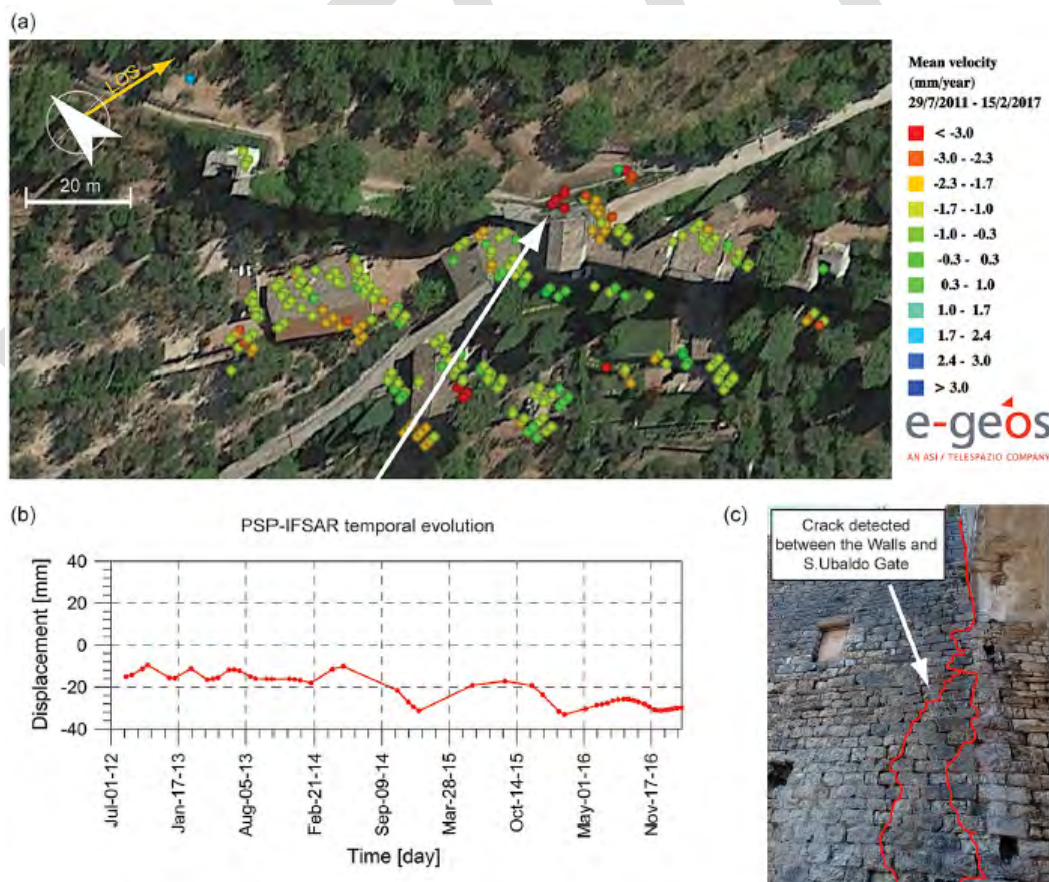 (a)
LOS
20 m
Mean velocity
(mm/year)
29/7/2011 - 15/2/2017
< -3.0
-3.0 - -2.3
-2.3 - -1.7
-1.7 - -1.0
-1.0 - -0.3
-0.3 - 0.3
0.3 - 1.0
1.0 - 1.7
1.7 - 2.4
2.4 - 3.0
> 3.0
e-geos
AN ASI / TELESPAZIO COMPANY
(b)
PSP-IFSAR temporal evolution
Displacement [mm]
40
20
0
-20
-40
Jul-01-12
Jan-17-13
Aug-05-13
Feb-21-14
Sep-09-14
Mar-28-15
Oct-14-15
May-01-16
Nov-17-16
Time [day]
(c)
Crack detected
between the Walls and
S.Ubaldo Gate